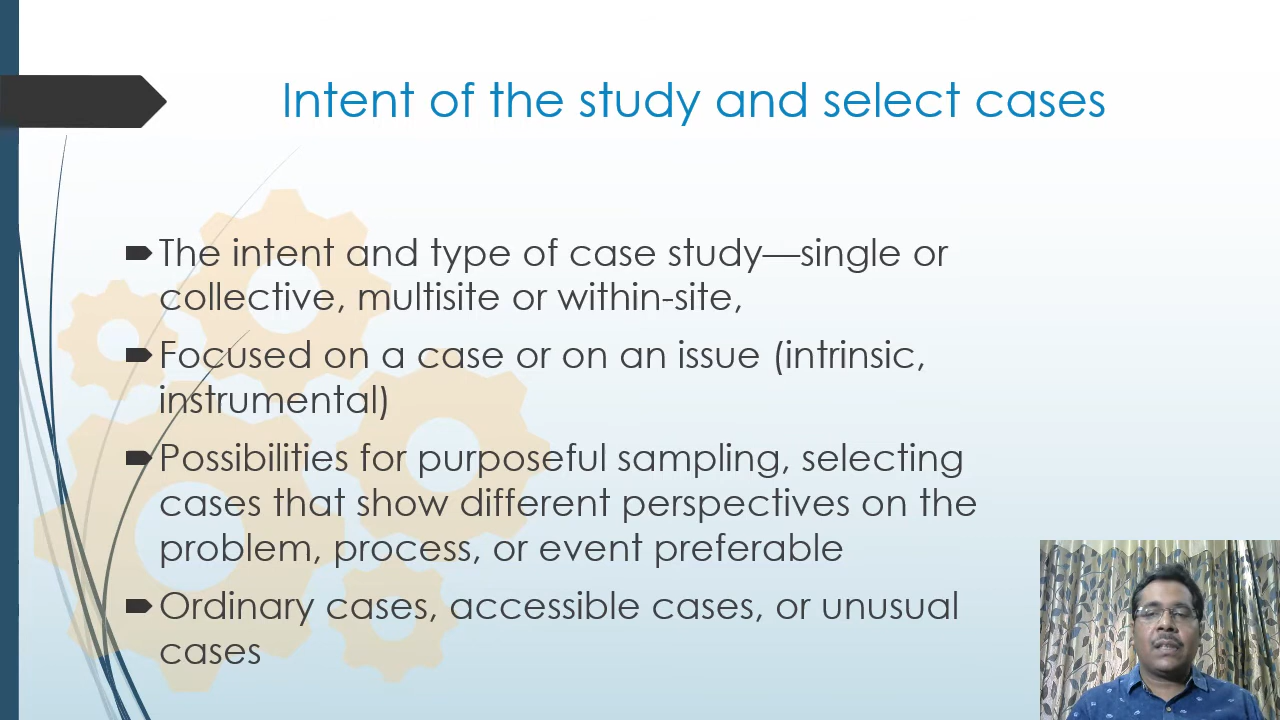 Intent of the study and select cases
The intent and type of case study—single or
collective, multisite or within-site,
Focused on a case or on an issue (intrinsic,
instrumental)
Possibilities for purposeful sampling, selecting
cases that show different perspectives on the
problem, process, or event preferable
Ordinary cases, accessible cases, or unusual
cases